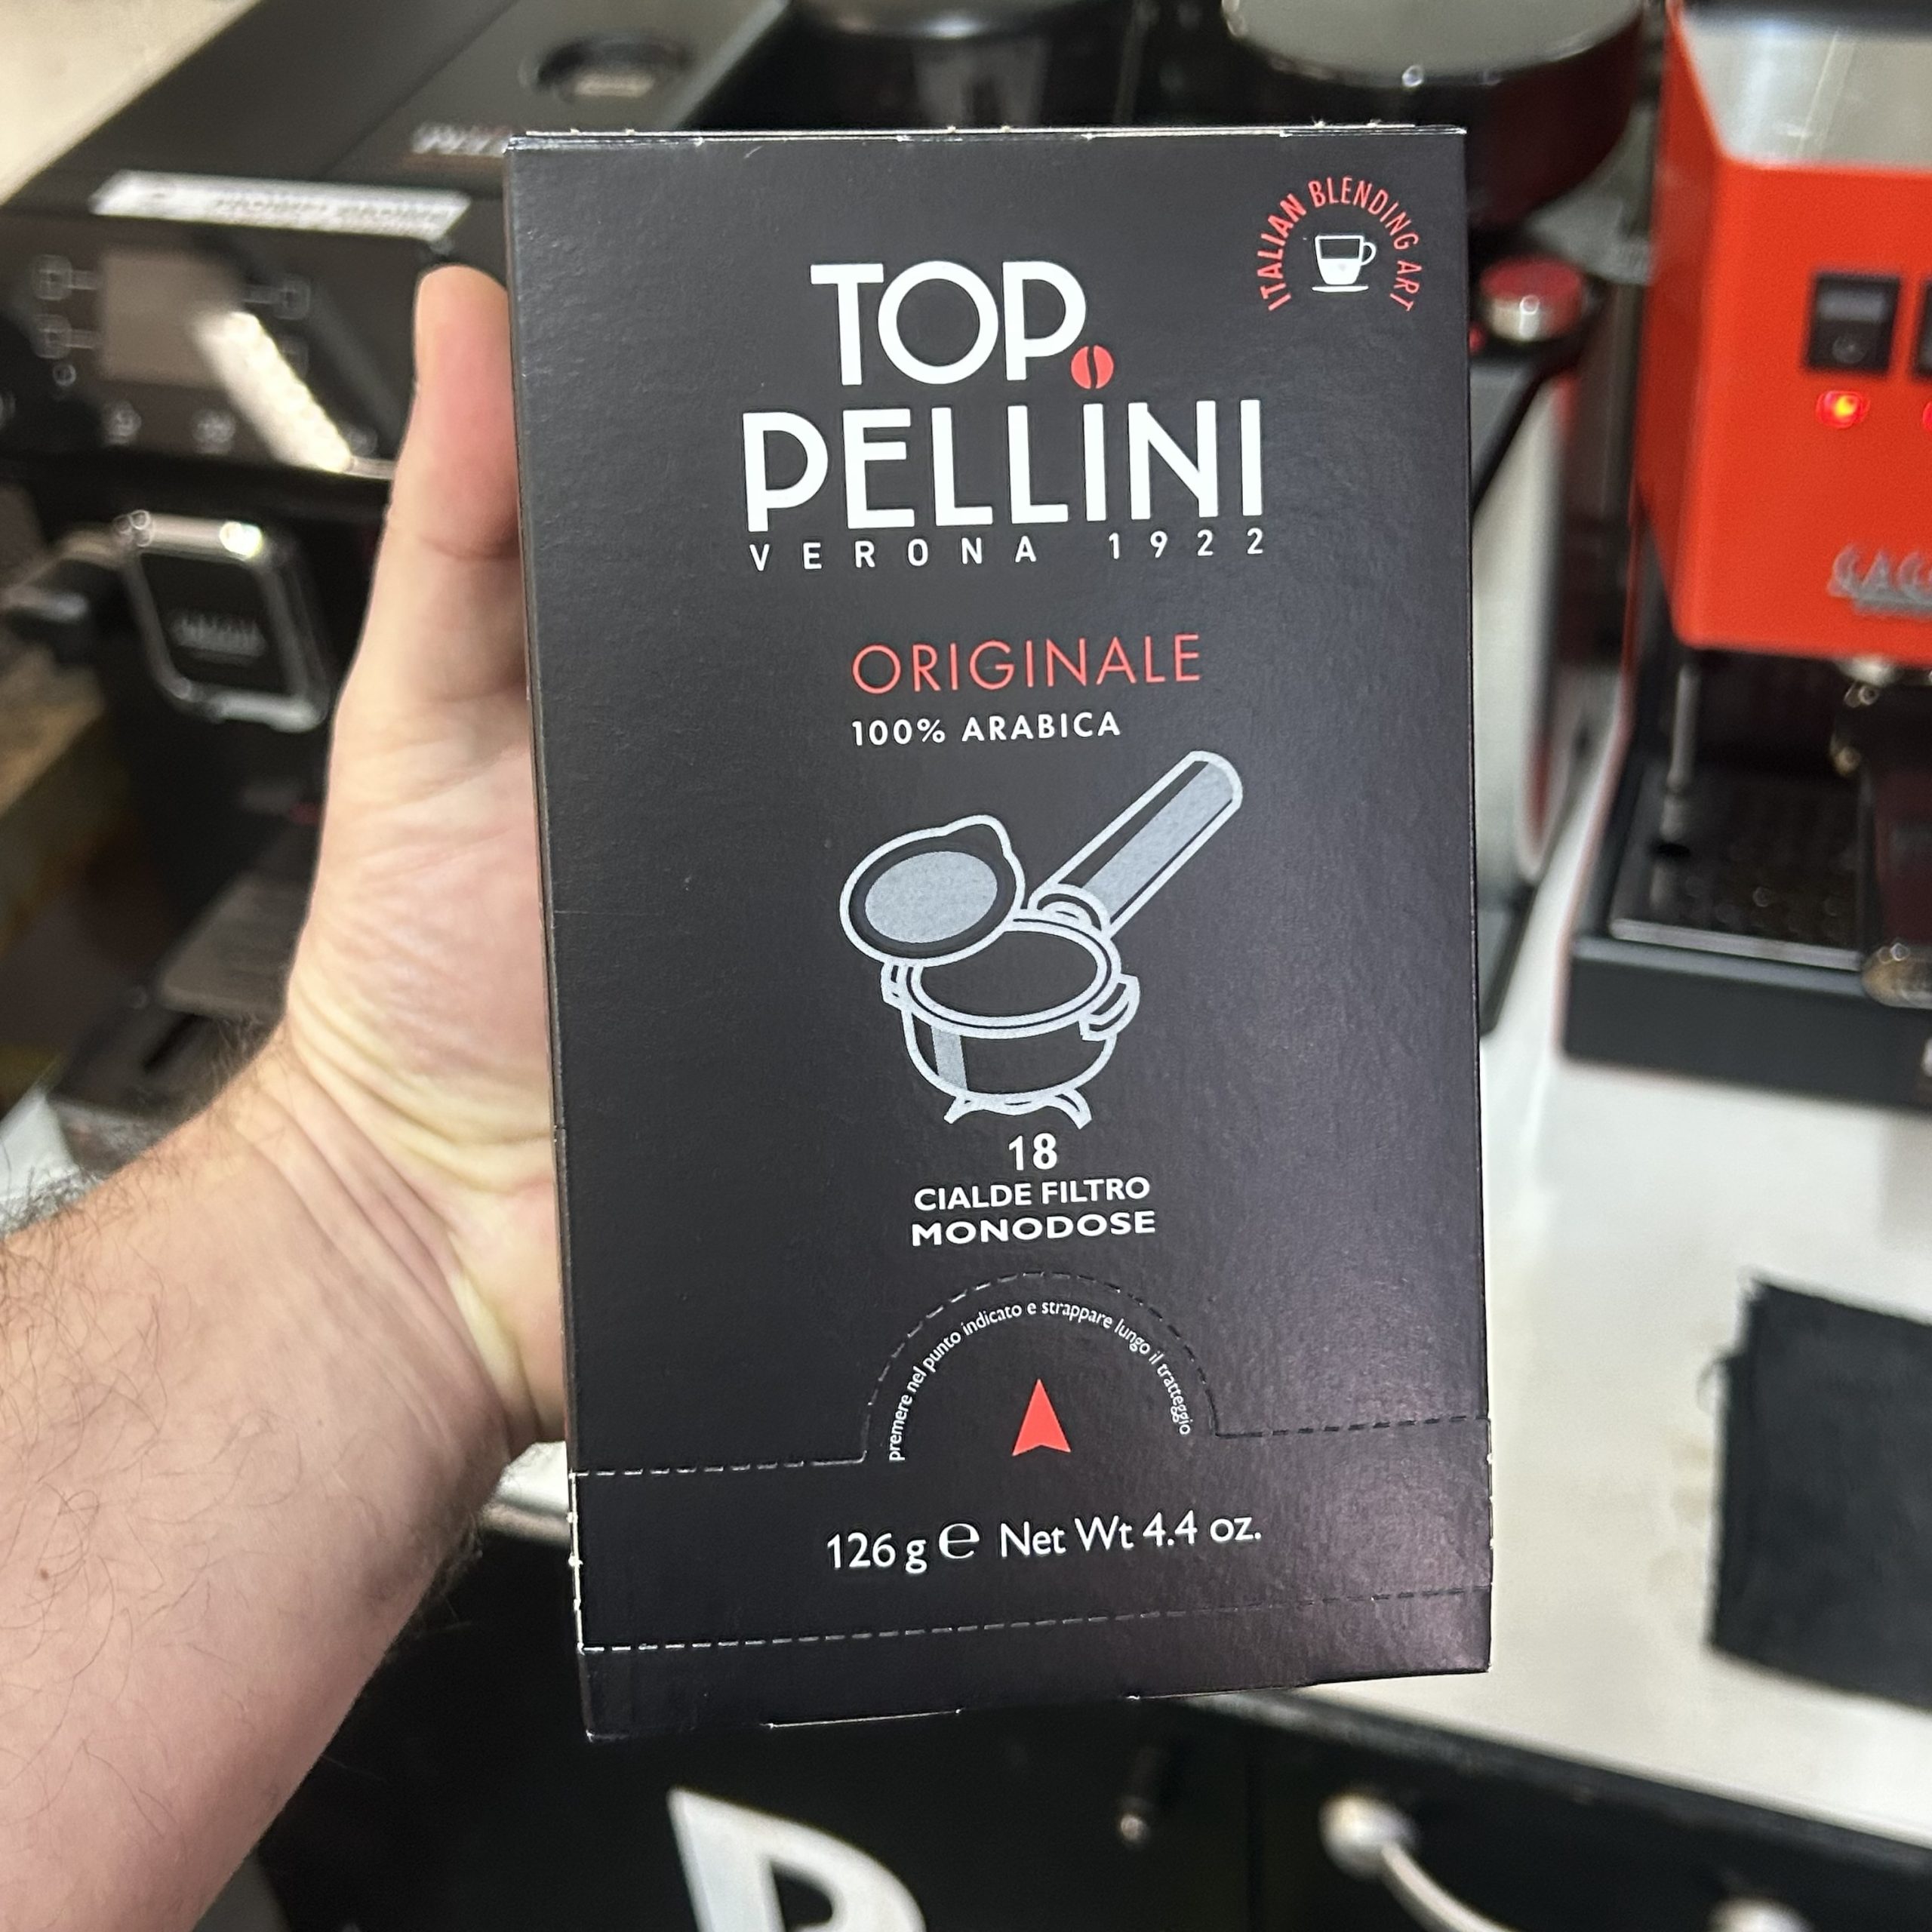 ITALIAN BLENDING ART
TOP
PELLINI
VERONA 1922
ORIGINALE
100% ARABICA
18
CIALDE FILTRO
MONODOSE
premere nel punto indicato e strappare lungo il tratteggio
126 g ℮ Net Wt 4.4 oz.